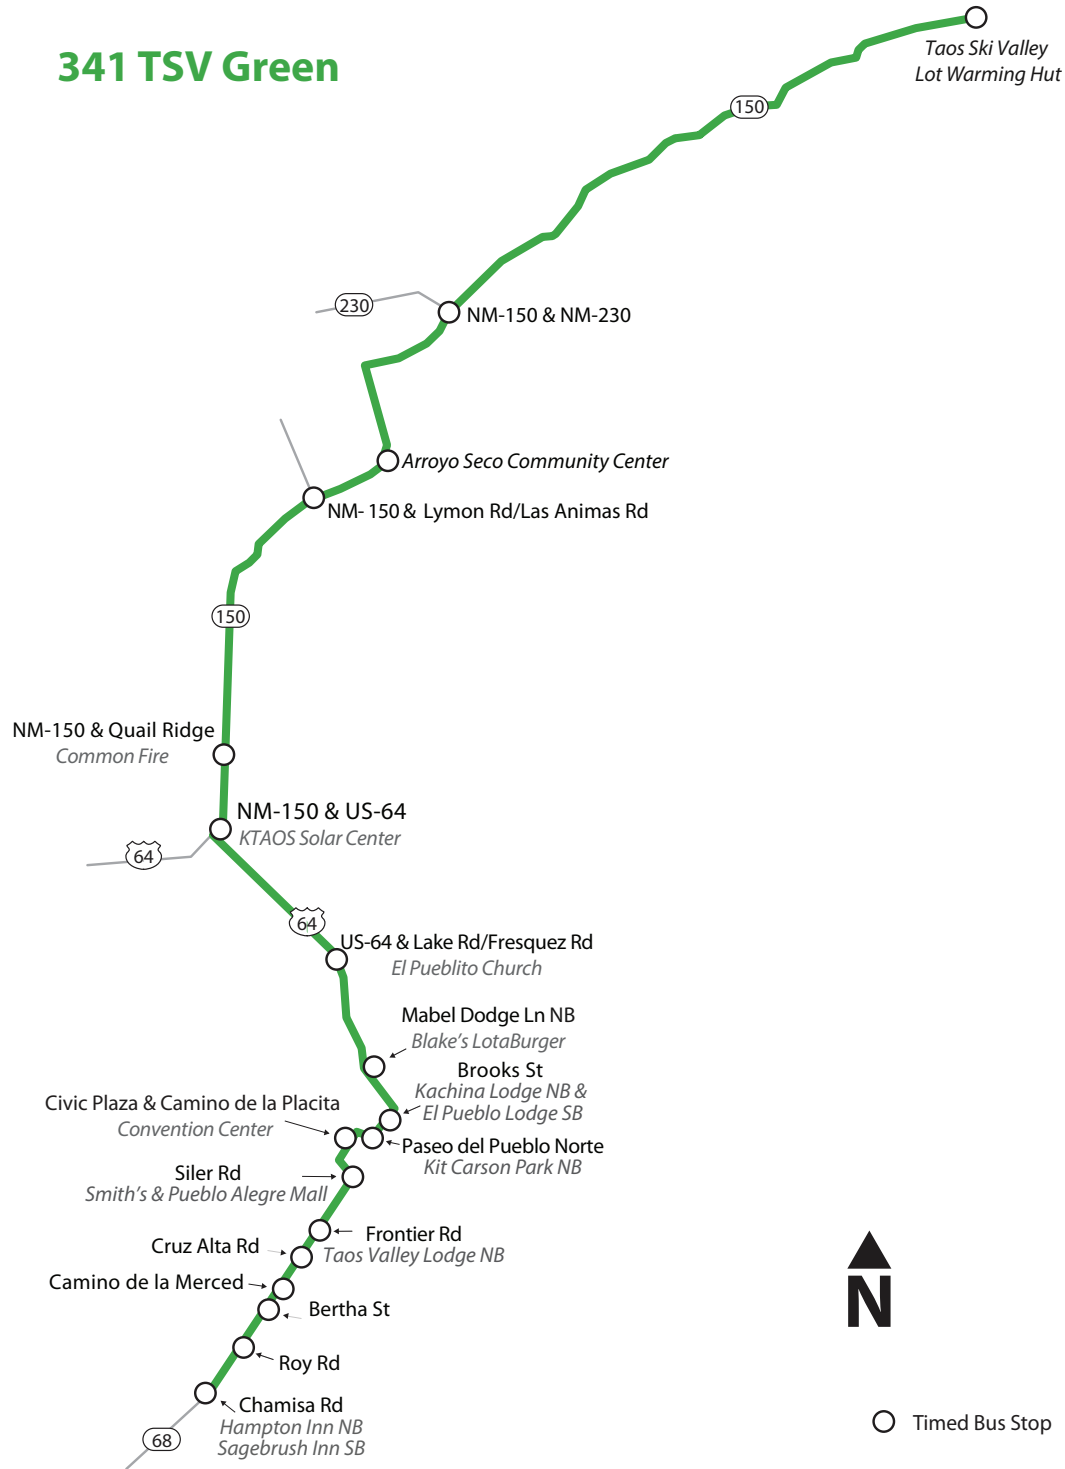 341 TSV Green
Taos Ski Valley
Lot Warming Hut
150
230
NM-150 & NM-230
Arroyo Seco Community Center
NM- 150 & Lymon Rd/Las Animas Rd
150
NM-150 & Quail Ridge
Common Fire
NM-150 & US-64
KTAOS Solar Center
64
64
US-64 & Lake Rd/Fresquez Rd
El Pueblito Church
Mabel Dodge Ln NB
Blake's LotaBurger
Brooks St
Kachina Lodge NB &
El Pueblo Lodge SB
Civic Plaza & Camino de la Placita
Convention Center
Paseo del Pueblo Norte
Kit Carson Park NB
Siler Rd
Smith's & Pueblo Alegre Mall
Frontier Rd
Taos Valley Lodge NB
Cruz Alta Rd
Camino de la Merced
Bertha St
Roy Rd
Chamisa Rd
Hampton Inn NB
Sagebrush Inn SB
68
N
Timed Bus Stop